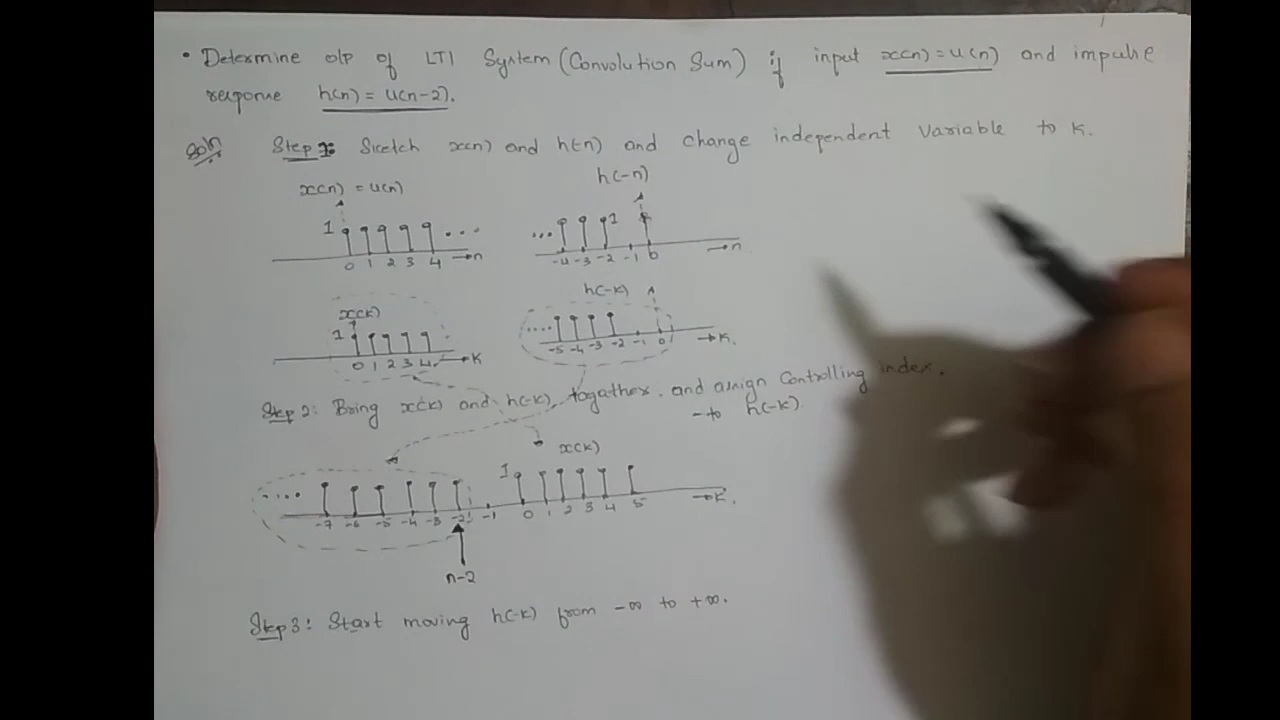 • Determine o/p of LTI System (Convolution Sum) if input x(n) = u(n) and impulse
response h(n) = u(n-2).
Soln Step 1: Sketch x(n) and h(n) and change independent variable to k.
x(n) = u(n) h(-n)
1 ... ... 1
0 1 2 3 4 →n -4 -3 -2 -1 0 →n
x(k) h(-k)
1 ....
0 1 2 3 4 →k -5 -4 -3 -2 -1 0 →k.
Step 2: Bring x(k) and h(-k) togather. and assign Controlling index.
- to h(-k)
x(k)
.... 1
-7 -6 -5 -4 -3 -2 -1 0 1 2 3 4 5 →k.
n-2
Step 3: Start moving h(-k) from -∞ to +∞.